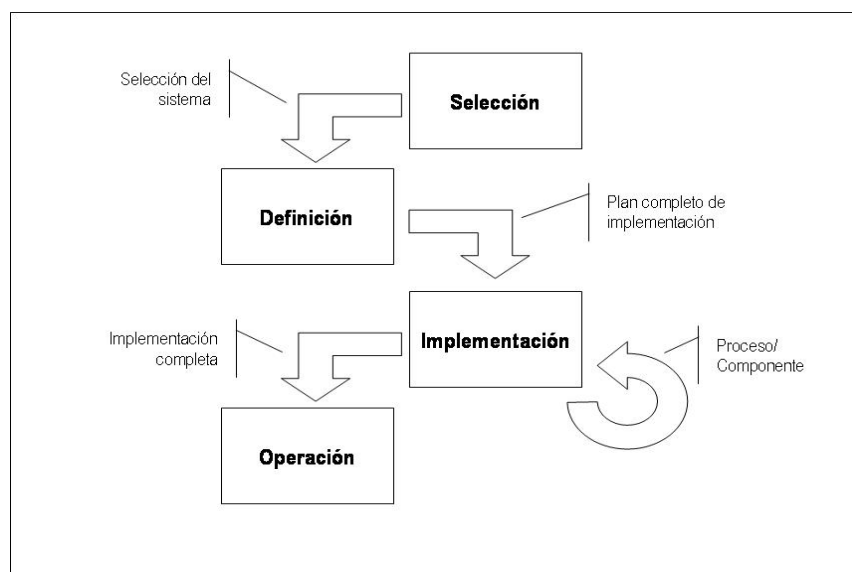 Selección del
sistema
Selección
Definición
Plan completo de
implementación
Implementación
completa
Implementación
Proceso/
Componente
Operación